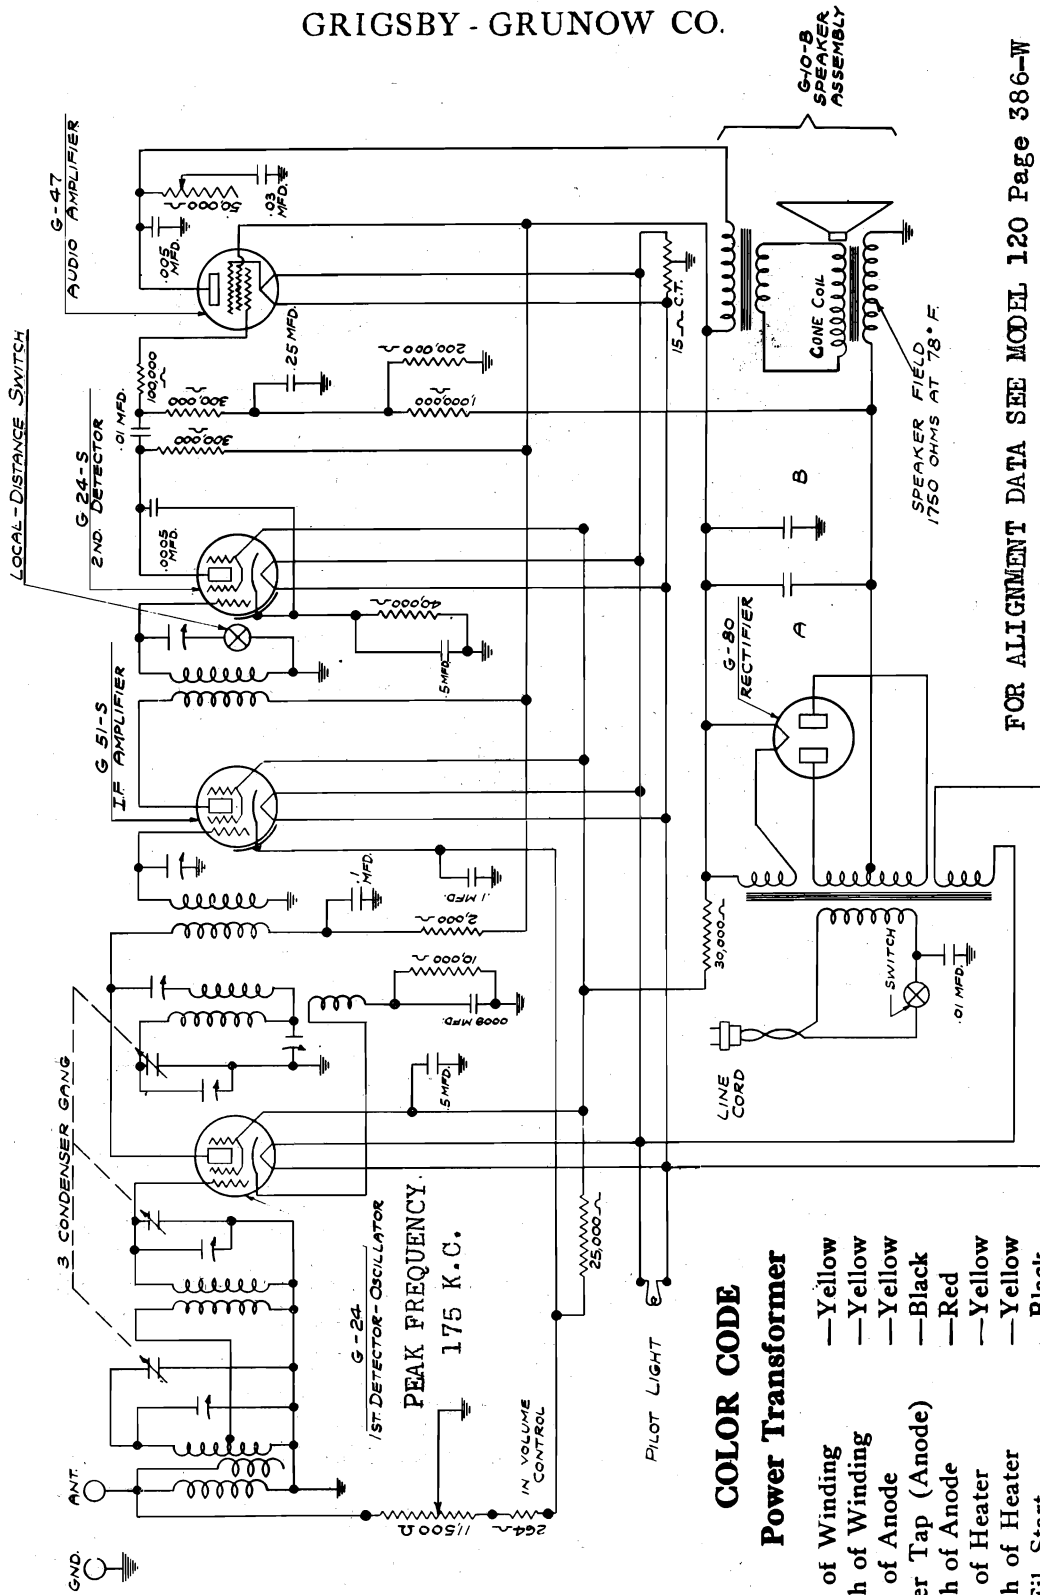 GRIGSBY - GRUNOW CO.
GND.
ANT.
3 CONDENSER GANG
G 51-S
I.F AMPLIFIER
LOCAL-DISTANCE SWITCH
G 24-S
2ND. DETECTOR
G-47
AUDIO AMPLIFIER
.01 MFD.
100,000
.005
MFD.
50,000
.03
MFD.
.0005
MFD.
300,000
300,000
.25 MFD.
200,000
1,000,000
40,000
.5 MFD.
.1
MFD.
2,000
.1 MFD.
10,000
.0008 MFD.
.5 MFD.
G-24
1ST. DETECTOR-OSCILLATOR
PEAK FREQUENCY.
175 K.C.
11,500 Ω
264
IN VOLUME
CONTROL
25,000
30,000
15 C.T.
PILOT LIGHT
LINE
CORD
SWITCH
.01 MFD.
G-80
RECTIFIER
A
B
CONE COIL
SPEAKER FIELD
1750 OHMS AT 78° F.
G-10-B
SPEAKER
ASSEMBLY
FOR ALIGNMENT DATA SEE MODEL 120 Page 386-W
COLOR CODE
Power Transformer
of Winding —Yellow
h of Winding —Yellow
of Anode —Yellow
er Tap (Anode) —Black
h of Anode —Red
of Heater —Yellow
h of Heater —Yellow